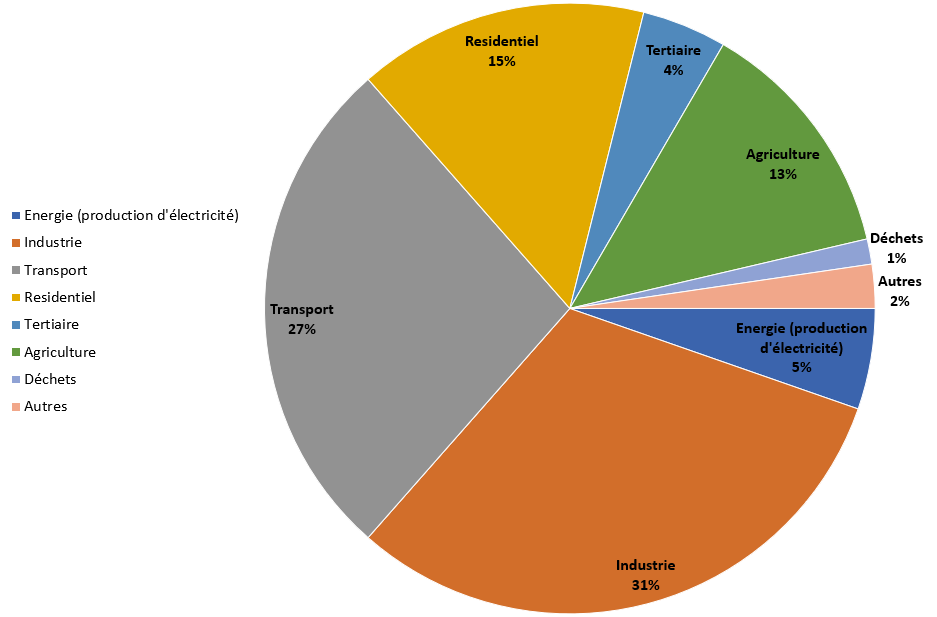 Energie (production d'électricité)
Industrie
Transport
Residentiel
Tertiaire
Agriculture
Déchets
Autres
Residentiel
15%
Tertiaire
4%
Agriculture
13%
Déchets
1%
Autres
2%
Energie (production
d'électricité)
5%
Transport
27%
Industrie
31%